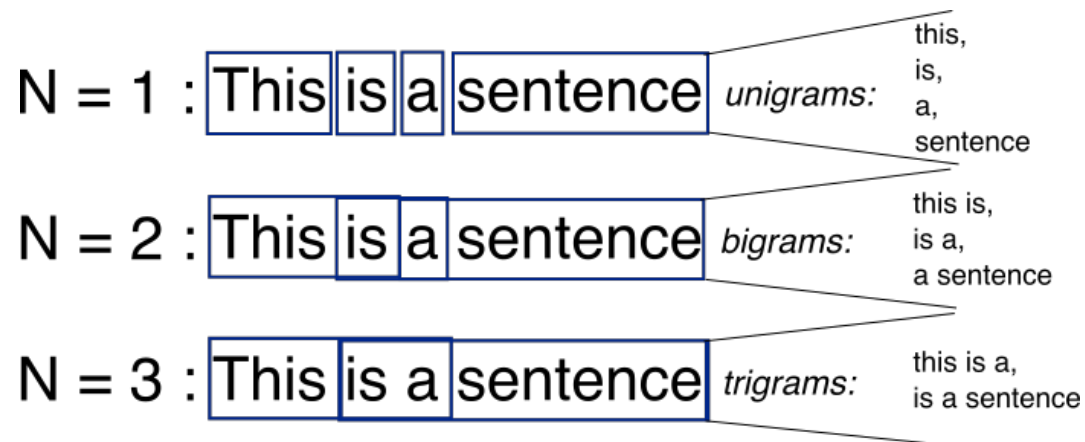 N = 1 : This is a sentence unigrams:
this,
is,
a,
sentence
N = 2 : This is a sentence bigrams:
this is,
is a,
a sentence
N = 3 : This is a sentence trigrams:
this is a,
is a sentence